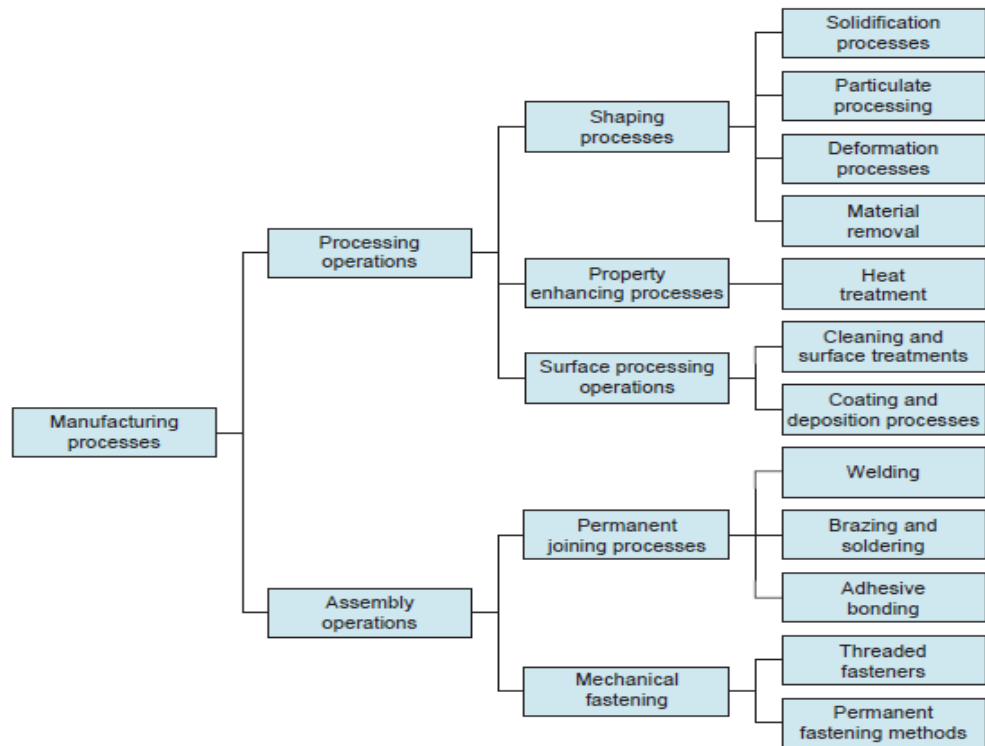 Solidification
processes
Particulate
processing
Shaping
processes
Deformation
processes
Material
removal
Processing
operations
Property
enhancing processes
Heat
treatment
Cleaning and
surface treatments
Surface processing
operations
Coating and
deposition processes
Manufacturing
processes
Welding
Permanent
joining processes
Brazing and
soldering
Assembly
operations
Adhesive
bonding
Threaded
fasteners
Mechanical
fastening
Permanent
fastening methods